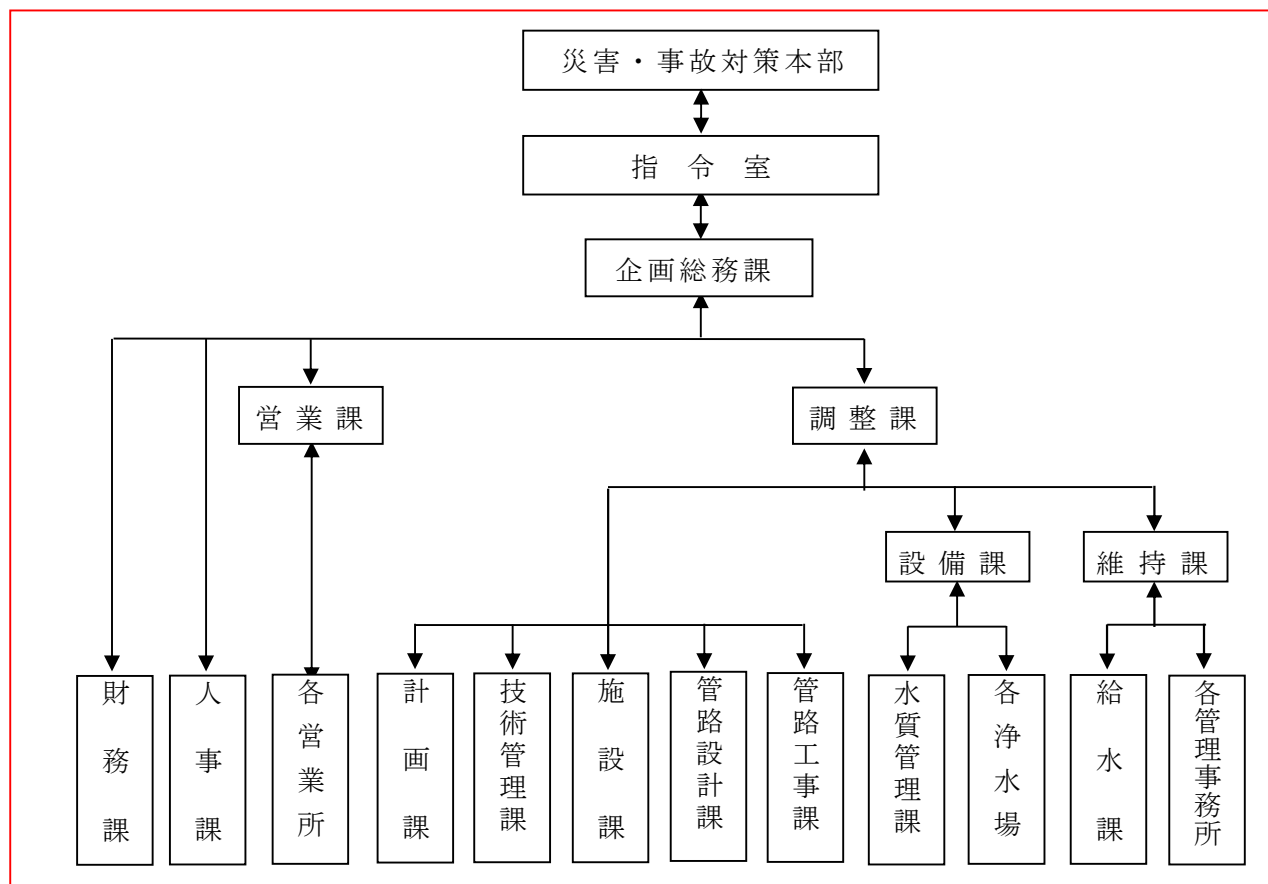 災害・事故対策本部
指令室
企画総務課
営業課
調整課
設備課
維持課
財務課
人事課
各営業所
計画課
技術管理課
施設課
管路設計課
管路工事課
水質管理課
各浄水場
給水課
各管理事務所